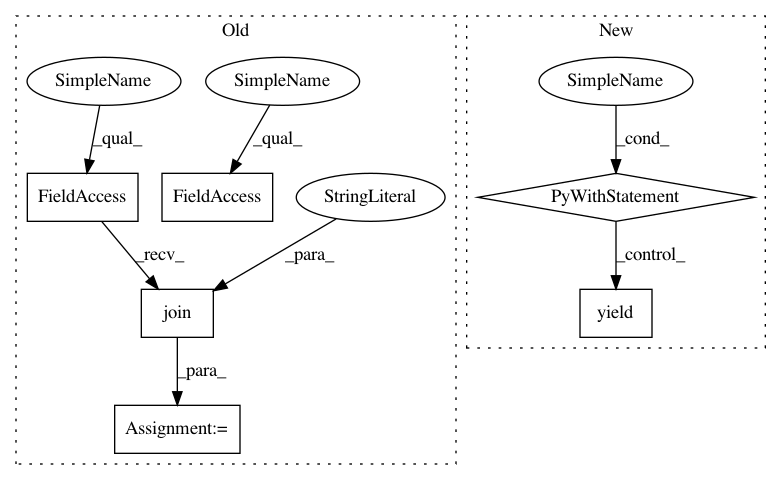 Old
New
SimpleName
SimpleName
SimpleName
_qual_
_qual_
_cond_
FieldAccess
FieldAccess
StringLiteral
PyWithStatement
_recv_
_para_
_control_
join
yield
_para_
Assignment:=